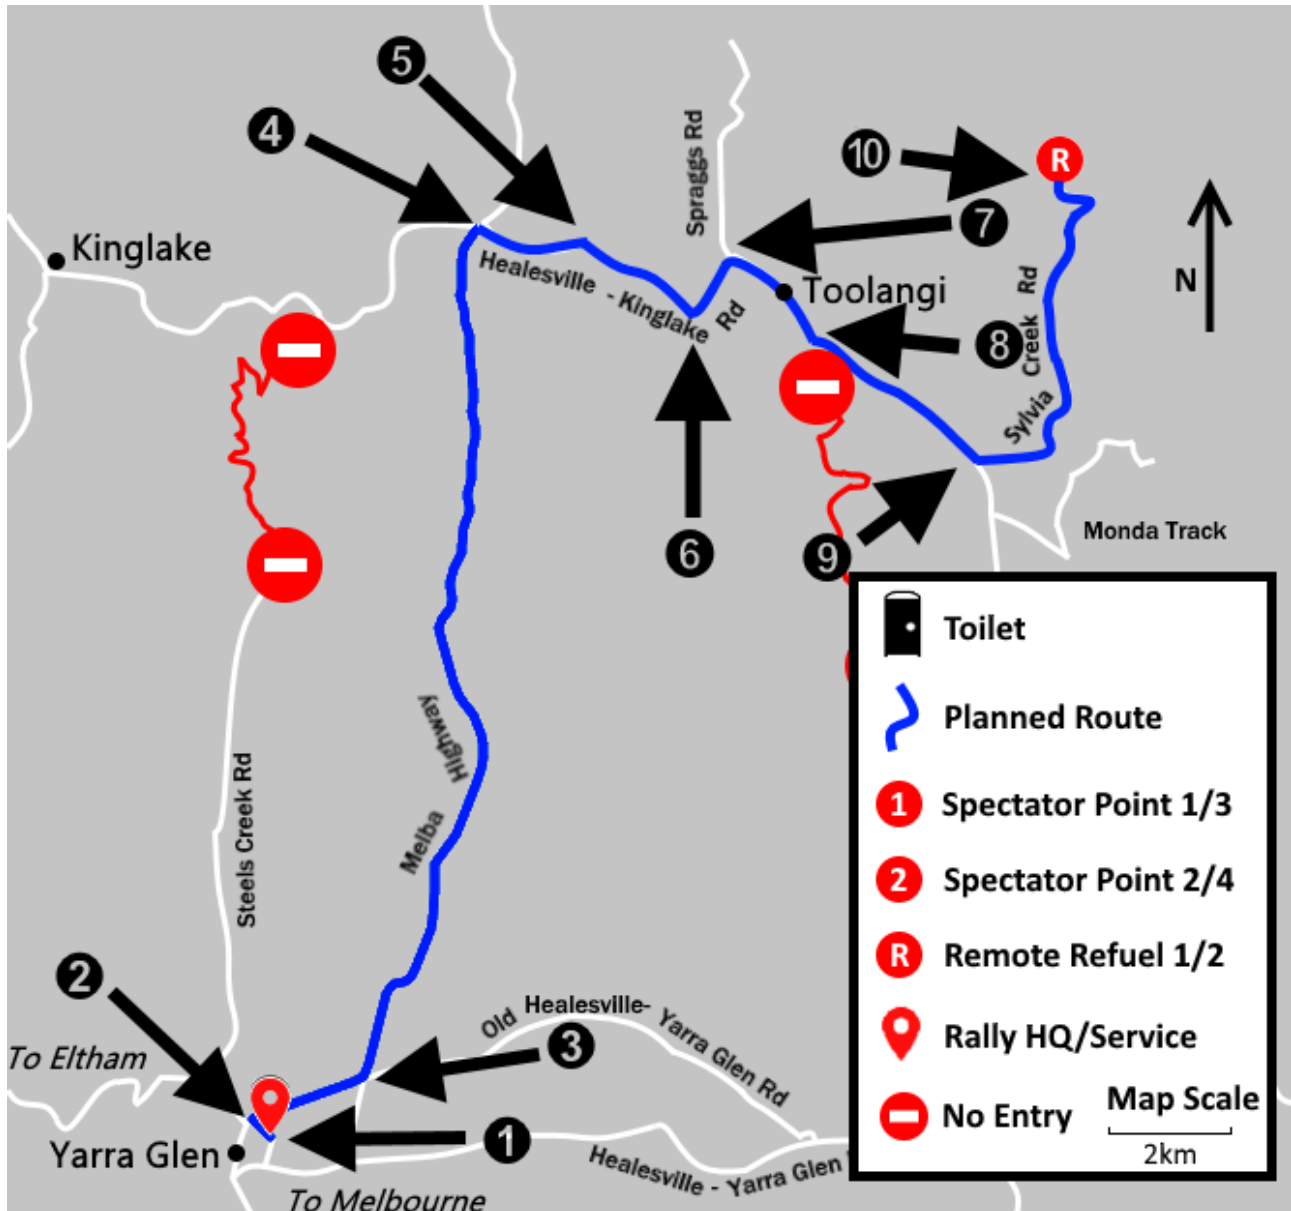 5
4
10
R
Spraggs Rd
7
Kinglake
Healesville - Kinglake Rd
Toolangi
N
8
Sylvia Creek Rd
6
9
Monda Track
Toilet
Planned Route
1 Spectator Point 1/3
2 Spectator Point 2/4
R Remote Refuel 1/2
Rally HQ/Service
No Entry
Map Scale
2km
Melba Highway
Steels Creek Rd
2
To Eltham
Old Healesville- Yarra Glen Rd
3
Yarra Glen
1
Healesville - Yarra Glen
To Melbourne